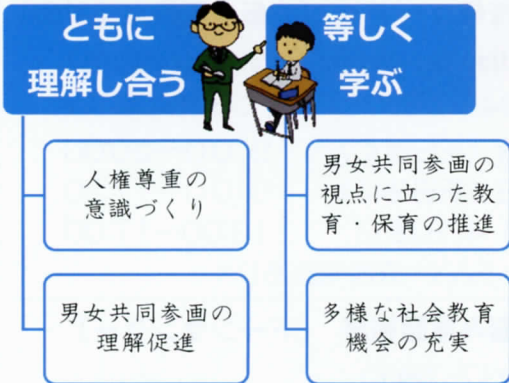 ともに
理解し合う
人権尊重の
意識づくり
男女共同参画の
理解促進
等しく
学ぶ
男女共同参画の
視点に立った教
育・保育の推進
多様な社会教育
機会の充実